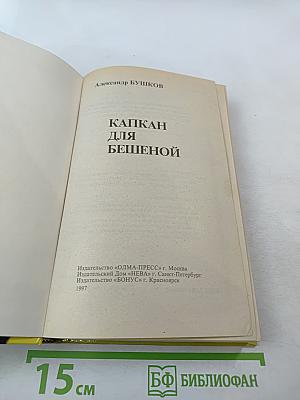 Александр БУШКОВ
КАПКАН
ДЛЯ
БЕШЕНОЙ
Издательство «ОЛМА-ПРЕСС» г. Москва
Издательский Дом «НЕВА» г. Санкт-Петербург
Издательство «БОНУС» г. Красноярск
1997
15 см
БФ БИБЛИОФАН